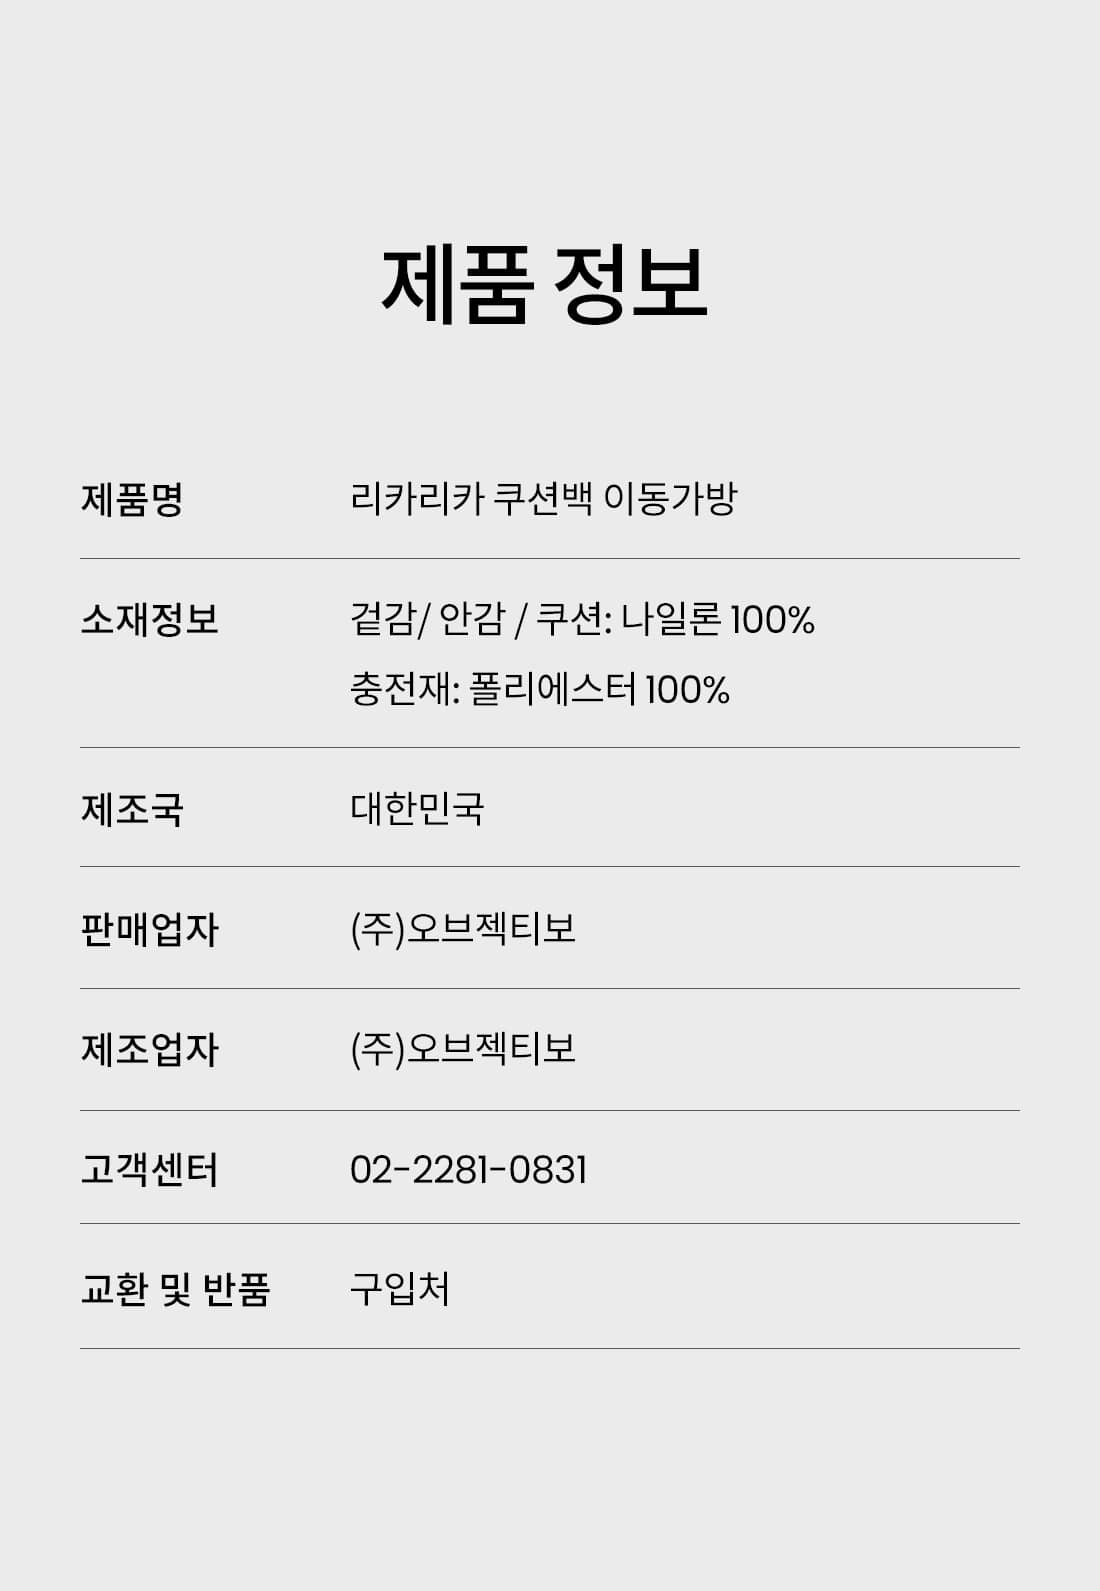 제품 정보
제품명 리카리카 쿠션백 이동가방
소재정보 겉감/ 안감 / 쿠션: 나일론 100%
충전재: 폴리에스터 100%
제조국 대한민국
판매업자 (주)오브젝티보
제조업자 (주)오브젝티보
고객센터 02-2281-0831
교환 및 반품 구입처